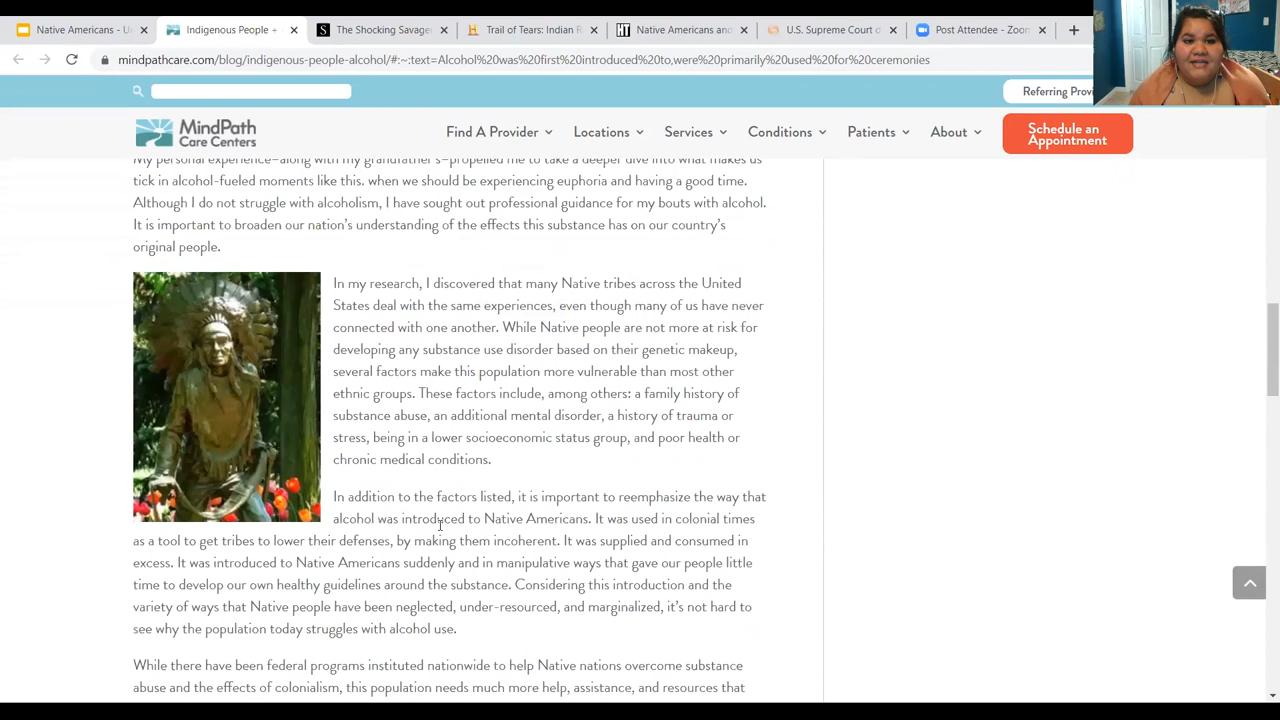 Native Americans - U
Indigenous People +
The Shocking Savage
Trail of Tears: Indian R
Native Americans and
U.S. Supreme Court o
Post Attendee - Zoom
mindpathcare.com/blog/indigenous-people-alcohol/#:~:text=Alcohol%20was%20first%20introduced%20to,were%20primarily%20used%20for%20ceremonies
Referring Provi
MindPath
Care Centers
Find A Provider
Locations
Services
Conditions
Patients
About
Schedule an
Appointment
My personal experience–along with my grandfather's–propelled me to take a deeper dive into what makes us
tick in alcohol-fueled moments like this. when we should be experiencing euphoria and having a good time.
Although I do not struggle with alcoholism, I have sought out professional guidance for my bouts with alcohol.
It is important to broaden our nation's understanding of the effects this substance has on our country's
original people.
In my research, I discovered that many Native tribes across the United
States deal with the same experiences, even though many of us have never
connected with one another. While Native people are not more at risk for
developing any substance use disorder based on their genetic makeup,
several factors make this population more vulnerable than most other
ethnic groups. These factors include, among others: a family history of
substance abuse, an additional mental disorder, a history of trauma or
stress, being in a lower socioeconomic status group, and poor health or
chronic medical conditions.
In addition to the factors listed, it is important to reemphasize the way that
alcohol was introduced to Native Americans. It was used in colonial times
as a tool to get tribes to lower their defenses, by making them incoherent. It was supplied and consumed in
excess. It was introduced to Native Americans suddenly and in manipulative ways that gave our people little
time to develop our own healthy guidelines around the substance. Considering this introduction and the
variety of ways that Native people have been neglected, under-resourced, and marginalized, it's not hard to
see why the population today struggles with alcohol use.
While there have been federal programs instituted nationwide to help Native nations overcome substance
abuse and the effects of colonialism, this population needs much more help, assistance, and resources that